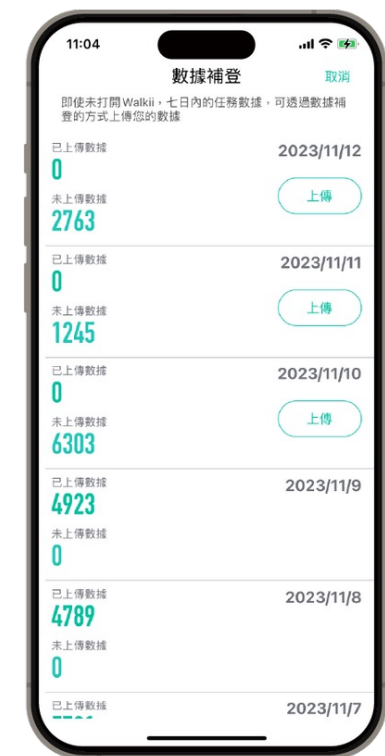 11:04
數據補登
取消
即使未打開Walkii，七日內的任務數據，可透過數據補
登的方式上傳您的數據
已上傳數據
2023/11/12
0
上傳
未上傳數據
2763
已上傳數據
2023/11/11
0
上傳
未上傳數據
1245
已上傳數據
2023/11/10
0
上傳
未上傳數據
6303
已上傳數據
2023/11/9
4923
未上傳數據
0
已上傳數據
2023/11/8
4789
未上傳數據
0
已上傳數據
2023/11/7